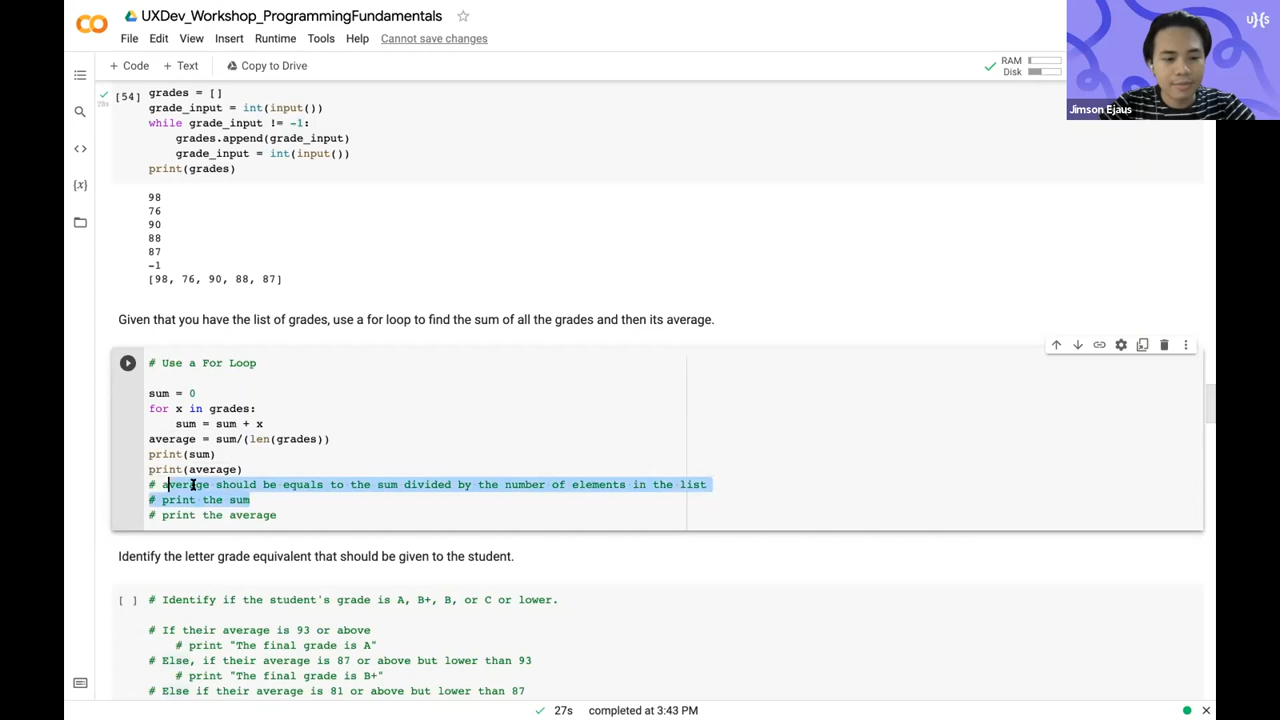 UXDev_Workshop_ProgrammingFundamentals
File Edit View Insert Runtime Tools Help Cannot save changes
+ Code + Text Copy to Drive
RAM
Disk
Jimson Ejaus
[54]
28s
grades = []
grade_input = int(input())
while grade_input != -1:
grades.append(grade_input)
grade_input = int(input())
print(grades)
98
76
90
88
87
-1
[98, 76, 90, 88, 87]
Given that you have the list of grades, use a for loop to find the sum of all the grades and then its average.
# Use a For Loop
sum = 0
for x in grades:
sum = sum + x
average = sum/(len(grades))
print(sum)
print(average)
# average should be equals to the sum divided by the number of elements in the list
# print the sum
# print the average
Identify the letter grade equivalent that should be given to the student.
[ ] # Identify if the student's grade is A, B+, B, or C or lower.
# If their average is 93 or above
# print "The final grade is A"
# Else, if their average is 87 or above but lower than 93
# print "The final grade is B+"
# Else if their average is 81 or above but lower than 87
27s completed at 3:43 PM